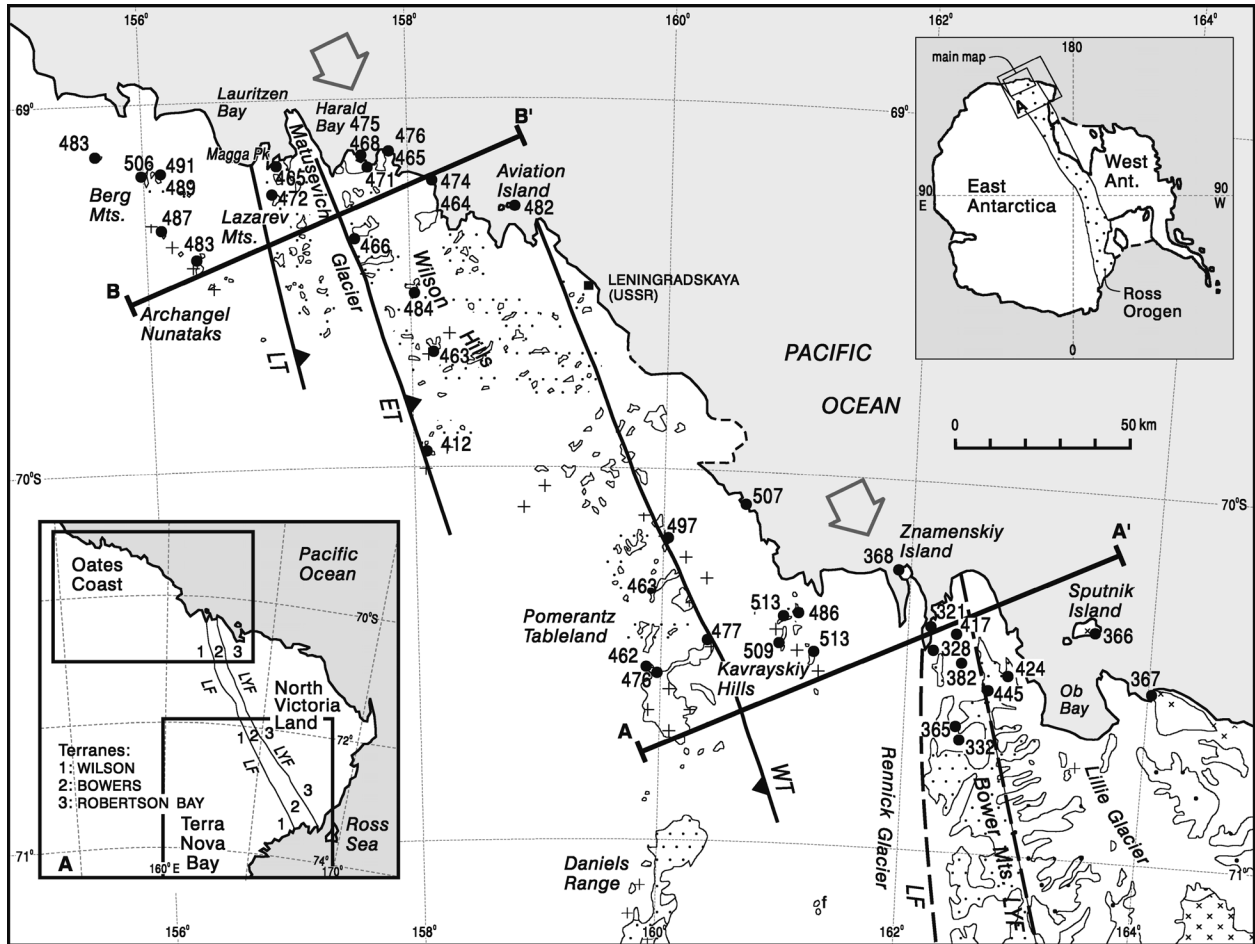 156°
158°
160°
162°
164°
180
main map
A
West
Ant.
East
Antarctica
90
E
90
W
Ross
Orogen
0
69°
69°
Lauritzen
Bay
Harald
Bay
475
476
468
465
471
483
506
491
489
Magga Pk
465
472
Matusevich
Glacier
B'
Aviation
Island
482
474
464
Berg
Mts.
487
483
Lazarev
Mts.
466
Wilson
Hills
484
463
B
Archangel
Nunataks
LENINGRADSKAYA
(USSR)
LT
ET
412
PACIFIC
OCEAN
0
50 km
70°S
70°S
507
497
463
368
Znamenskiy
Island
A'
Sputnik
Island
366
513
486
509
513
321
417
328
382
424
445
Pomerantz
Tableland
477
462
476
Kavrayskiy
Hills
Ob
Bay
367
365
332
A
WT
Rennick Glacier
Bower Mts
Lillie Glacier
LF
LYF
Daniels
Range
f
Oates
Coast
Pacific
Ocean
70°S
1
2
3
LF
LYF
North
Victoria
Land
72°
1
2
3
LF
LYF
Terranes:
1: WILSON
2: BOWERS
3: ROBERTSON BAY
3
2
1
Terra
Nova
Bay
Ross
Sea
A
160° E
74°
170°
71°
71°
156°
158°
160°
162°
164°